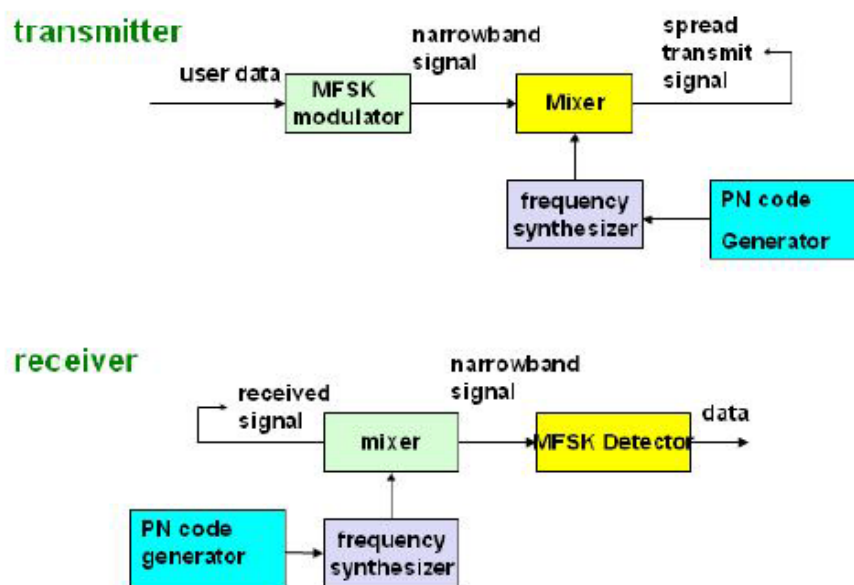 transmitter
user data
MFSK
modulator
narrowband
signal
Mixer
spread
transmit
signal
frequency
synthesizer
PN code
Generator
receiver
received
signal
mixer
narrowband
signal
MFSK Detector
data
PN code
generator
frequency
synthesizer